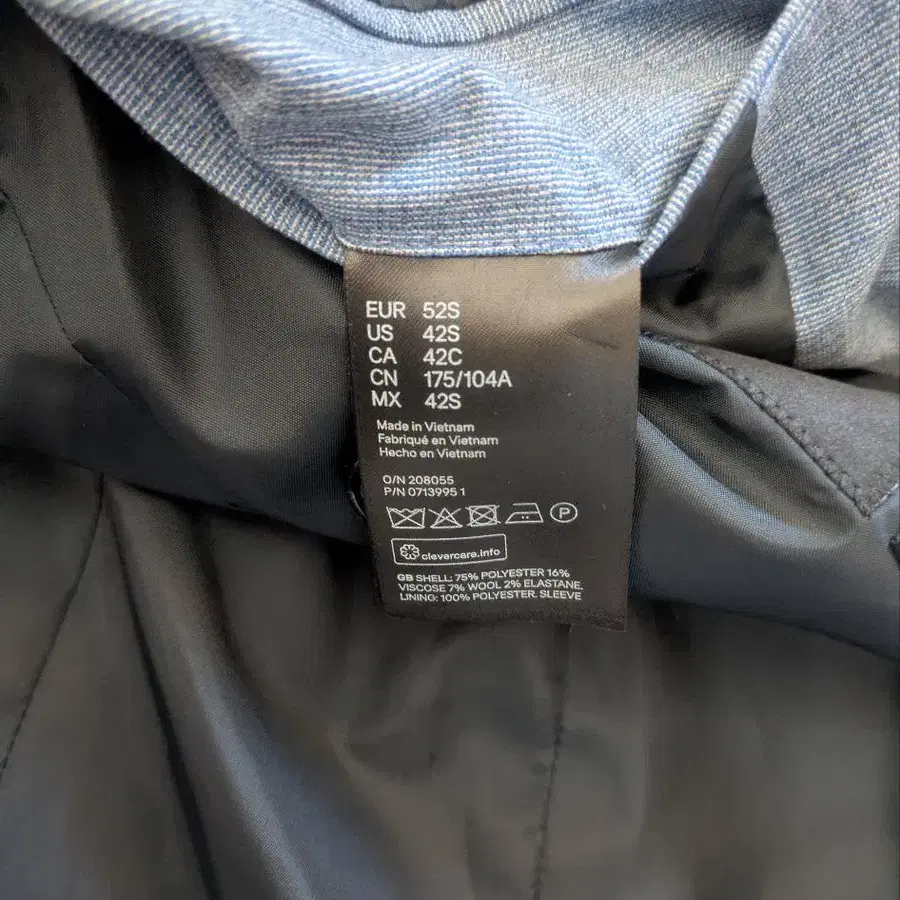 EUR 52S
US 42S
CA 42C
CN 175/104A
MX 42S
Made in Vietnam
Fabriqué en Vietnam
Hecho en Vietnam
O/N 208055
P/N 0713995 1
P
clevercare.info
GB SHELL: 75% POLYESTER 16%
VISCOSE 7% WOOL 2% ELASTANE.
LINING: 100% POLYESTER. SLEEVE